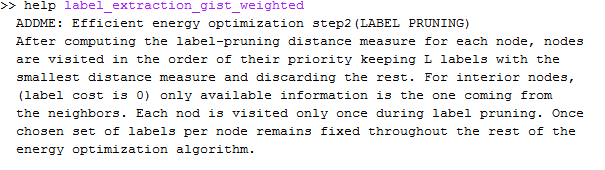 >> help label_extraction_gist_weighted
ADDME: Efficient energy optimization step2(LABEL PRUNING)
After computing the label-pruning distance measure for each node, nodes
are visited in the order of their priority keeping L labels with the
smallest distance measure and discarding the rest. For interior nodes,
(label cost is 0) only available information is the one coming from
the neighbors. Each nod is visited only once during label pruning. Once
chosen set of labels per node remains fixed throughout the rest of the
energy optimization algorithm.